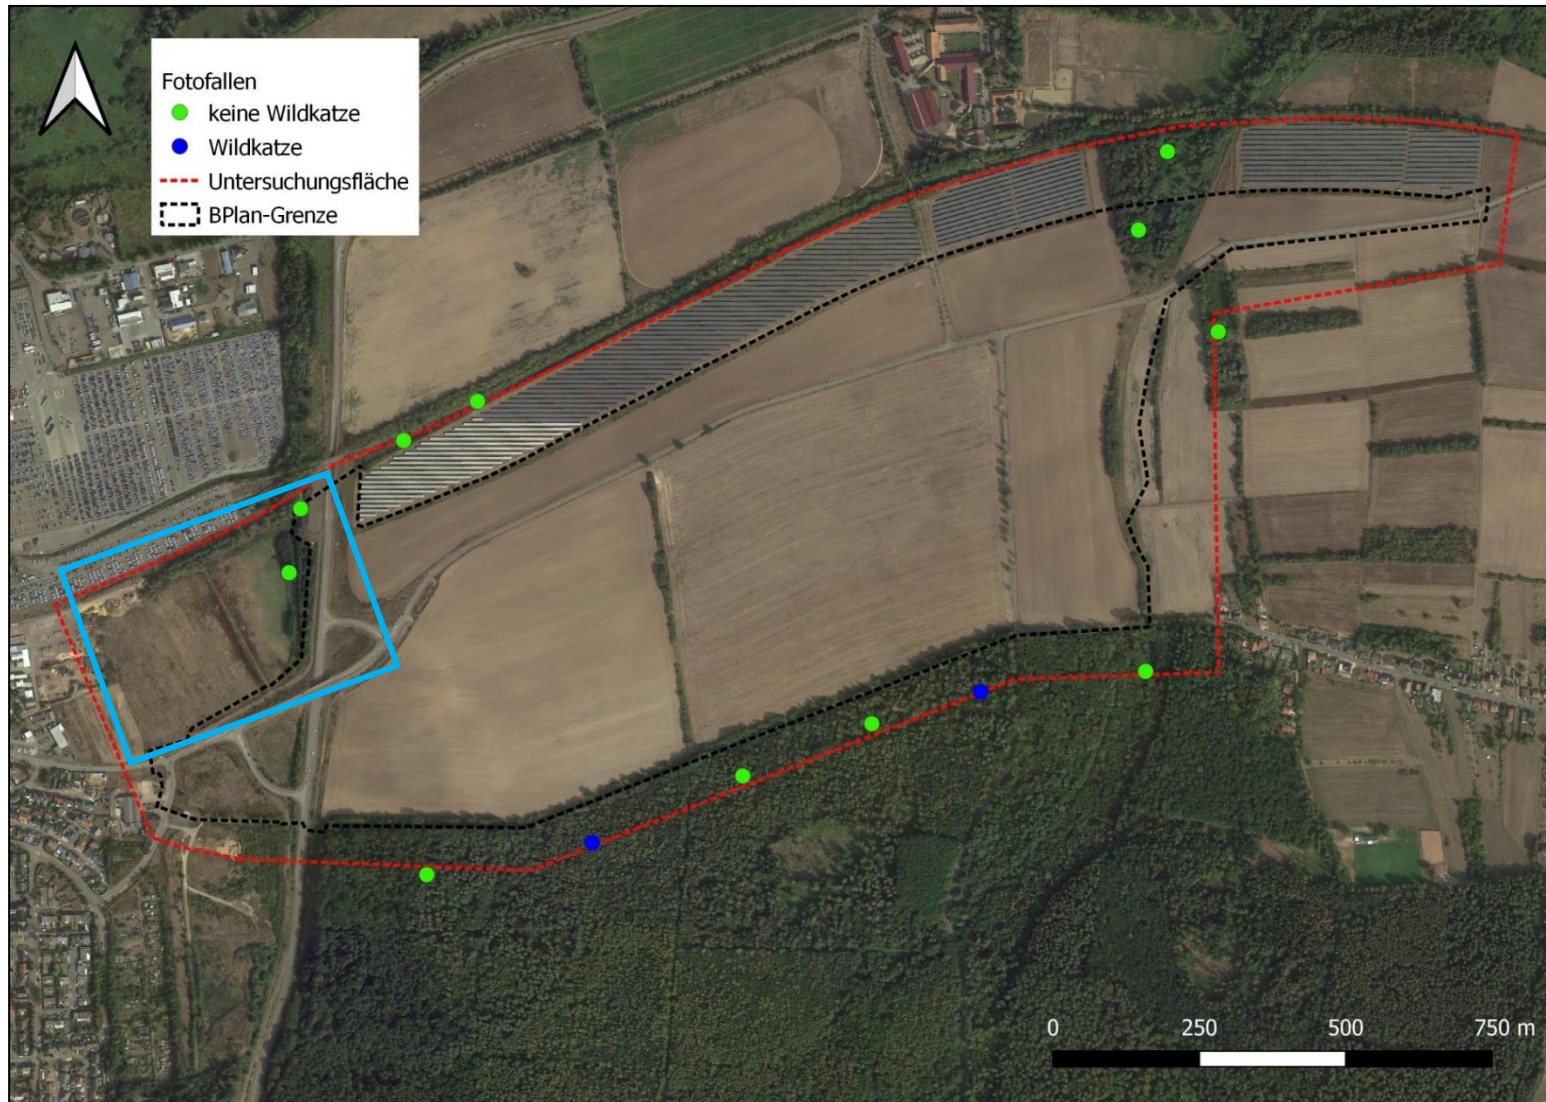 Fotofallen
keine Wildkatze
Wildkatze
Untersuchungsfläche
BPlan-Grenze
0 250 500 750 m